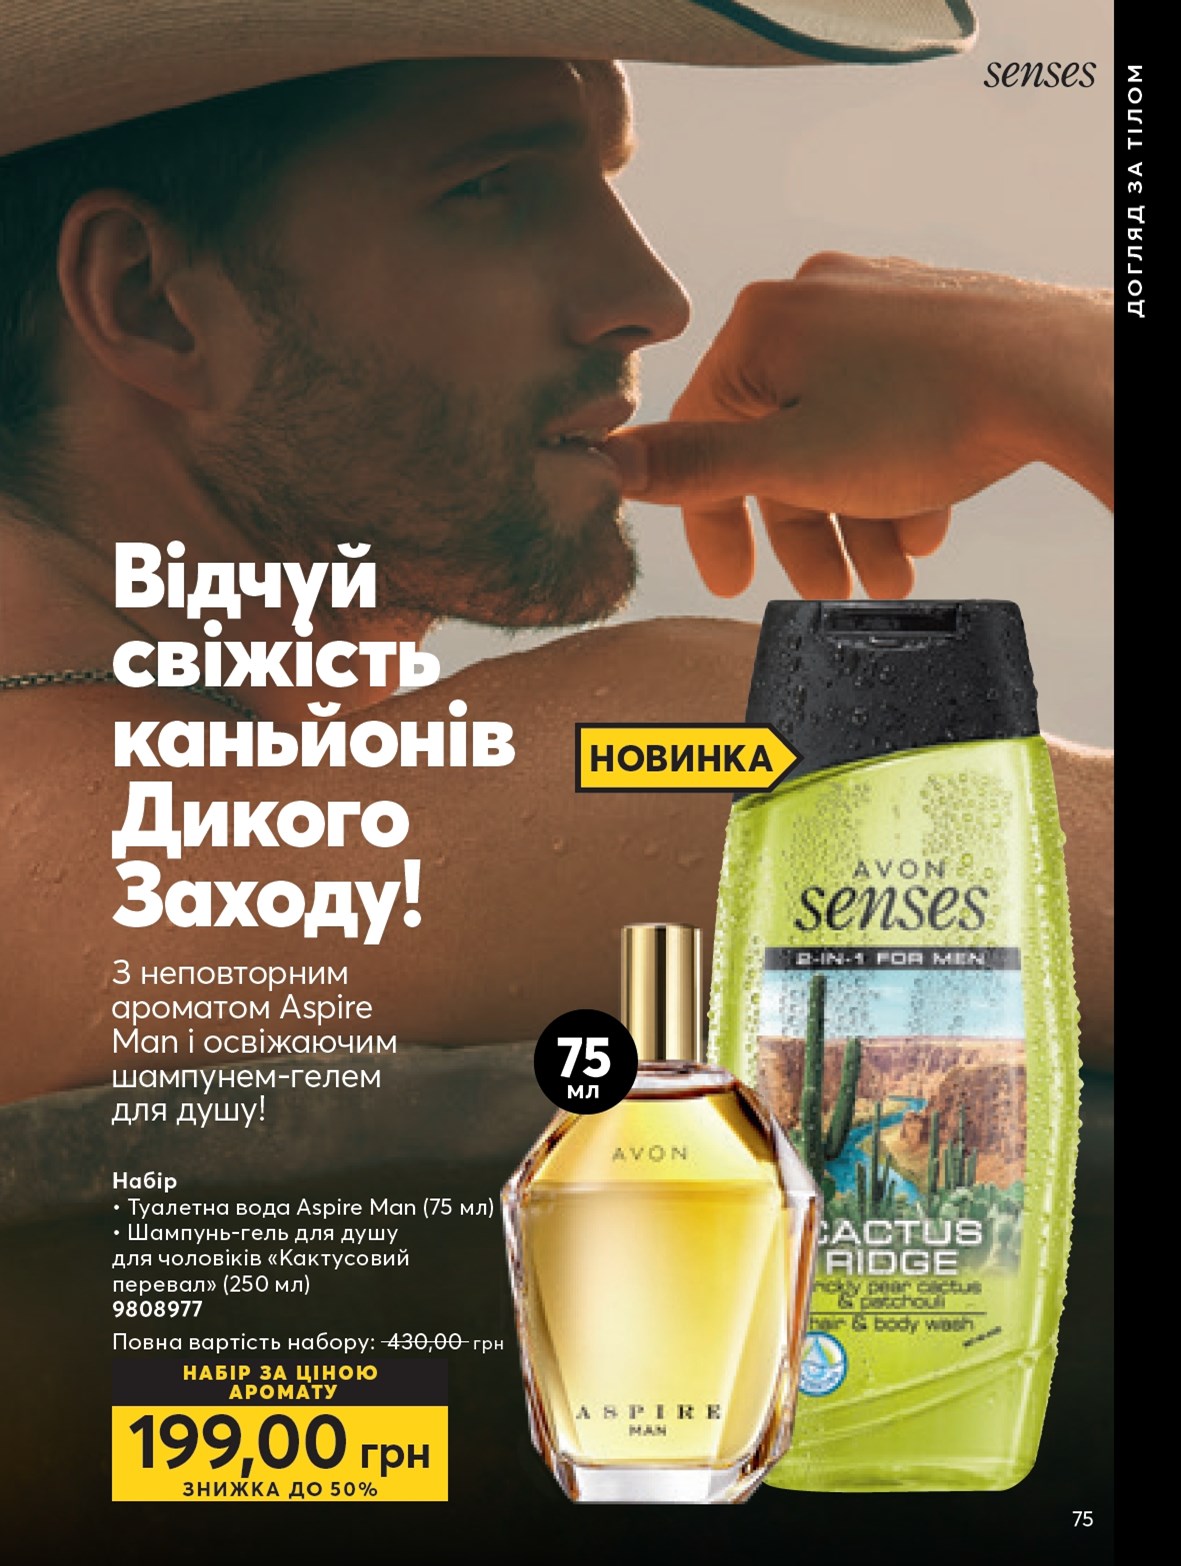 senses
ДОГЛЯД ЗА ТІЛОМ
Відчуй
свіжість
каньйонів
Дикого
Заходу!
З неповторним
ароматом Aspire
Man і освіжаючим
шампунем-гелем
для душу!
НОВИНКА
AVON
senses
2-IN-1 FOR MEN
CACTUS
RIDGE
prickly pear cactus
& patchouli
hair & body wash
75
МЛ
AVON
ASPIRE
MAN
Набір
• Туалетна вода Aspire Man (75 мл)
• Шампунь-гель для душу
для чоловіків «Кактусовий
перевал» (250 мл)
9808977
Повна вартість набору: 430,00 грн
НАБІР ЗА ЦІНОЮ
АРОМАТУ
199,00 грн
ЗНИЖКА ДО 50%
75